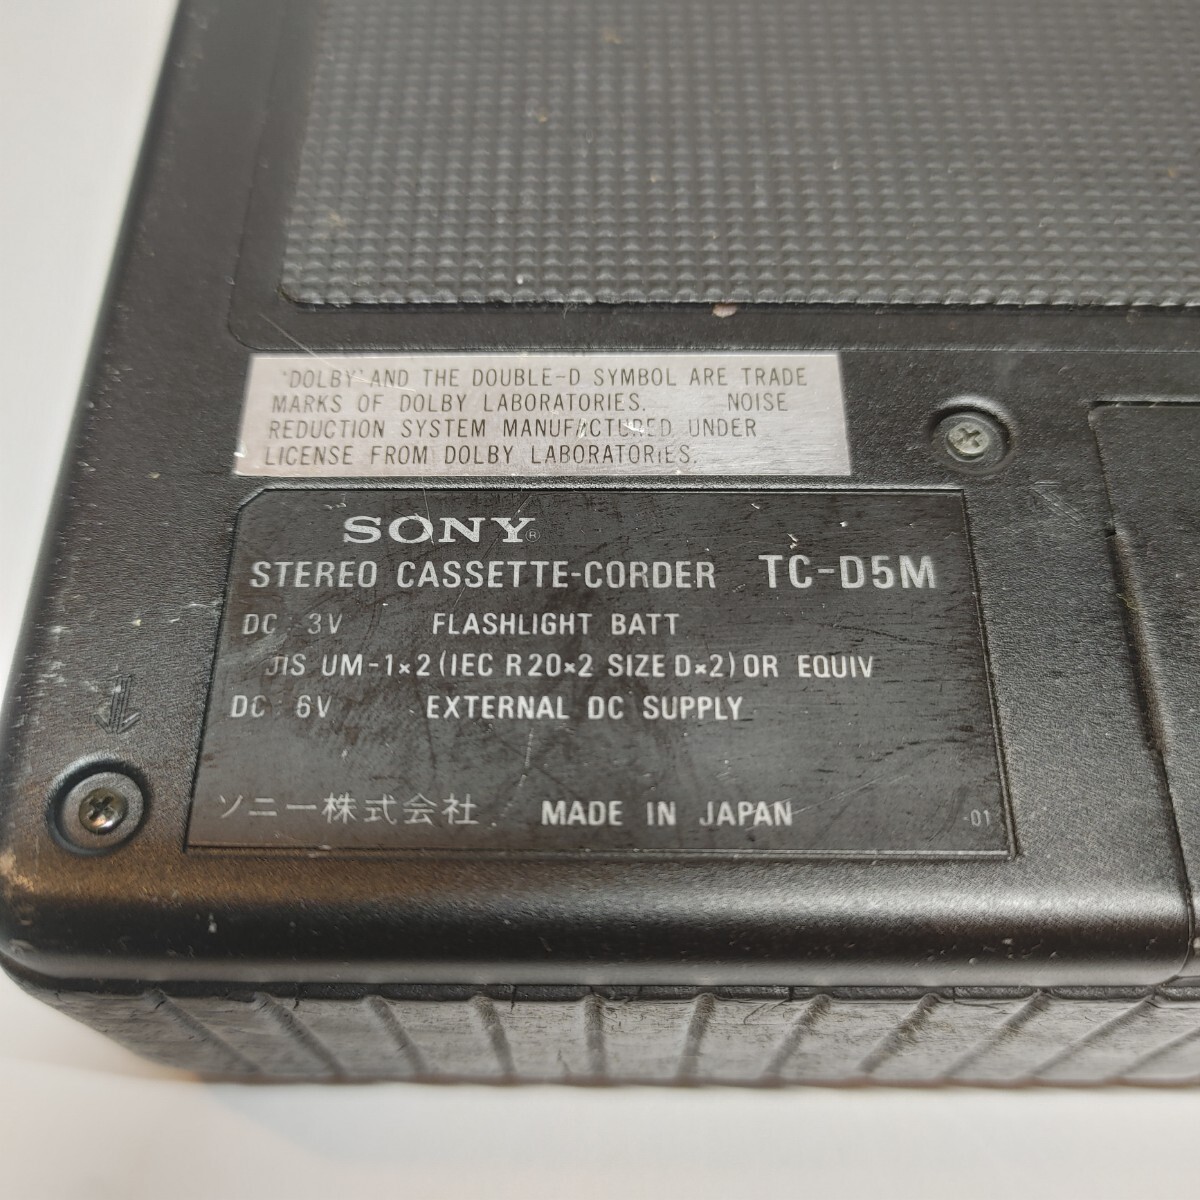 "DOLBY" AND THE DOUBLE-D SYMBOL ARE TRADE
MARKS OF DOLBY LABORATORIES. NOISE
REDUCTION SYSTEM MANUFACTURED UNDER
LICENSE FROM DOLBY LABORATORIES.
SONY®
STEREO CASSETTE-CORDER TC-D5M
DC : 3V FLASHLIGHT BATT
JIS UM-1×2 (IEC R20×2 SIZE D×2) OR EQUIV
DC : 6V EXTERNAL DC SUPPLY
ソニー株式会社 MADE IN JAPAN -01